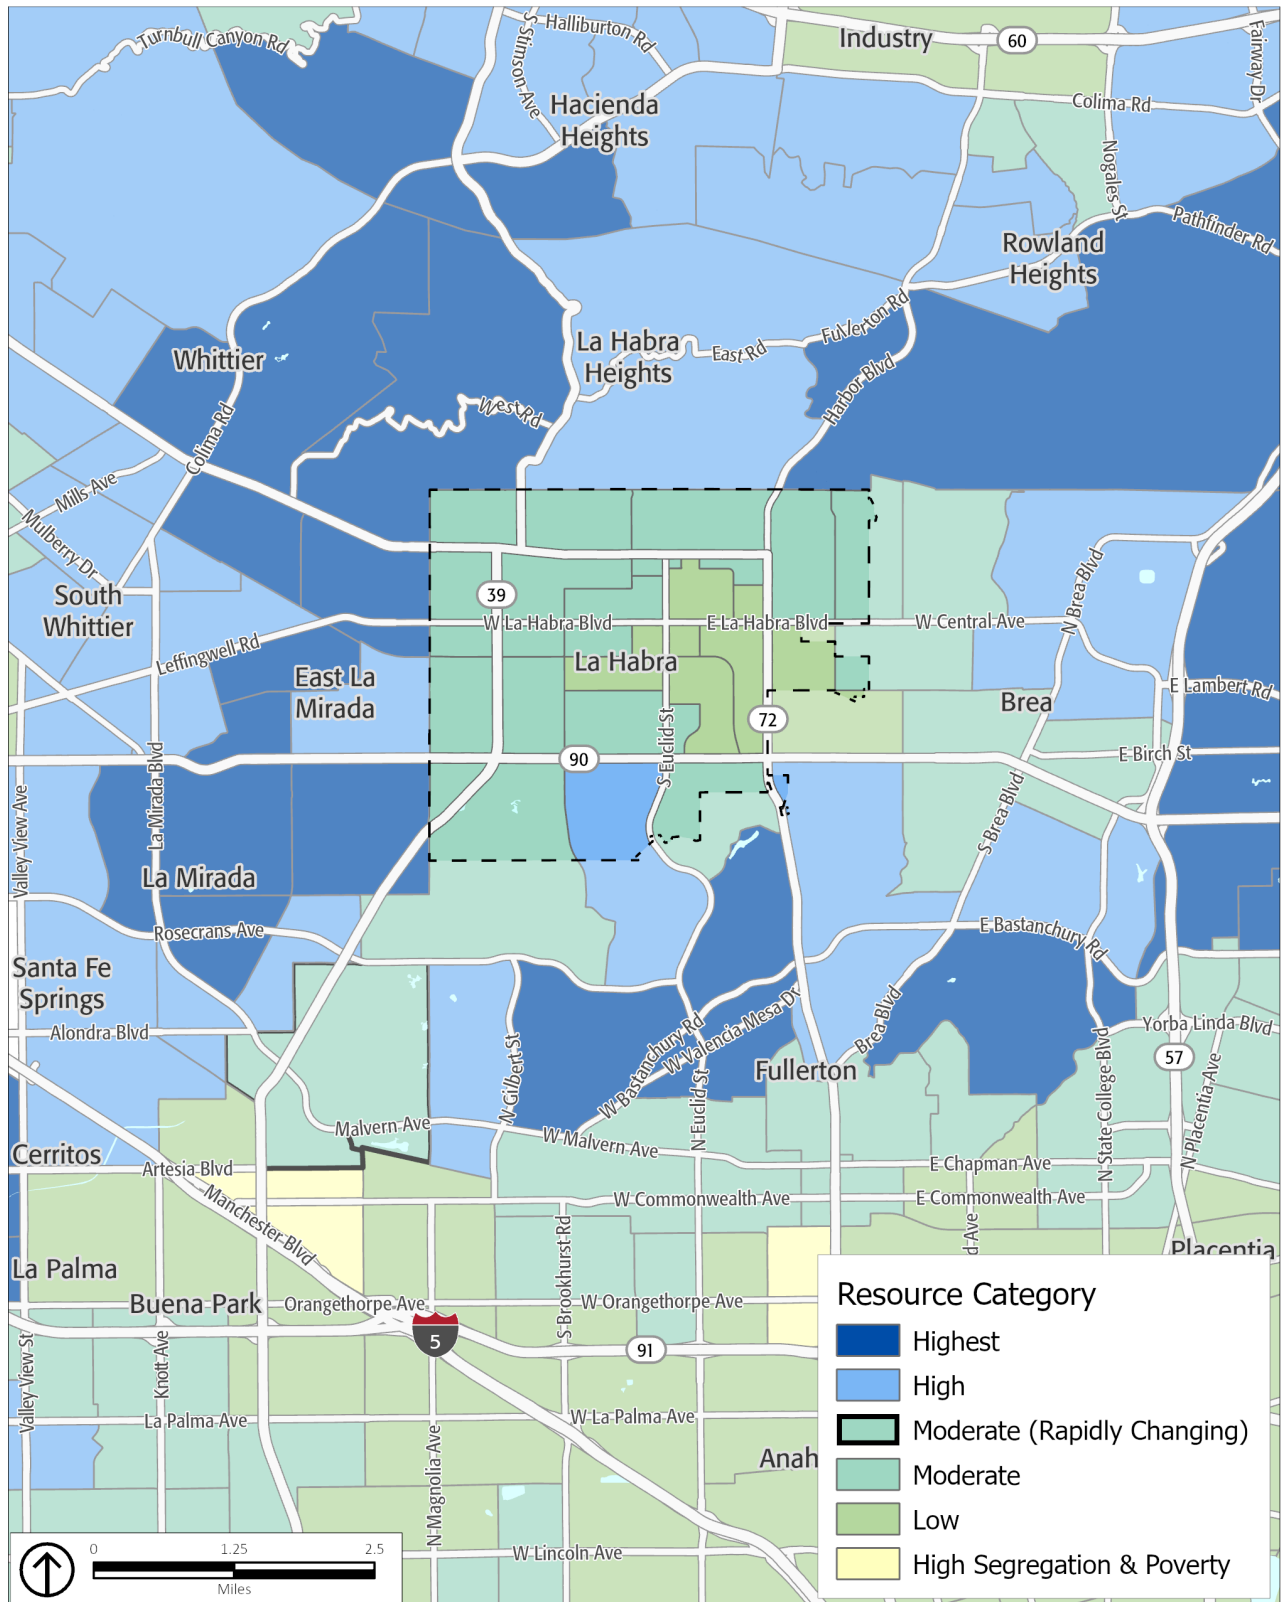 Turnbull Canyon Rd
S Stimson Ave
Halliburton Rd
Industry
60
Fairway Dr
Hacienda
Heights
Colima Rd
Nogales St
Pathfinder Rd
Rowland
Heights
Whittier
La Habra
Heights
East Rd
Fullerton Rd
Harbor Blvd
West Rd
Colima Rd
Mills Ave
Mulberry Dr
South
Whittier
39
W La Habra Blvd
E La Habra Blvd
W Central Ave
N Brea Blvd
Leffingwell Rd
East La
Mirada
La Habra
E Lambert Rd
Brea
72
S Euclid St
90
E Birch St
Valley View Ave
La Mirada Blvd
S Brea Blvd
La Mirada
Rosecrans Ave
E Bastanchury Rd
Santa Fe
Springs
Alondra Blvd
N Gilbert St
W Bastanchury Rd
W Valencia Mesa Dr
Brea Blvd
Yorba Linda Blvd
57
Fullerton
N Euclid St
N State College Blvd
N Placentia Ave
Malvern Ave
W Malvern Ave
Cerritos
Artesia Blvd
E Chapman Ave
Manchester Blvd
W Commonwealth Ave
E Commonwealth Ave
d Ave
La Palma
S Brookhurst Rd
Placentia
Buena Park
Orangethorpe Ave
W Orangethorpe Ave
5
91
Valley View St
Knott Ave
La Palma Ave
W La Palma Ave
N Magnolia Ave
Anah
W Lincoln Ave
Resource Category
Highest
High
Moderate (Rapidly Changing)
Moderate
Low
High Segregation & Poverty
0 1.25 2.5
Miles